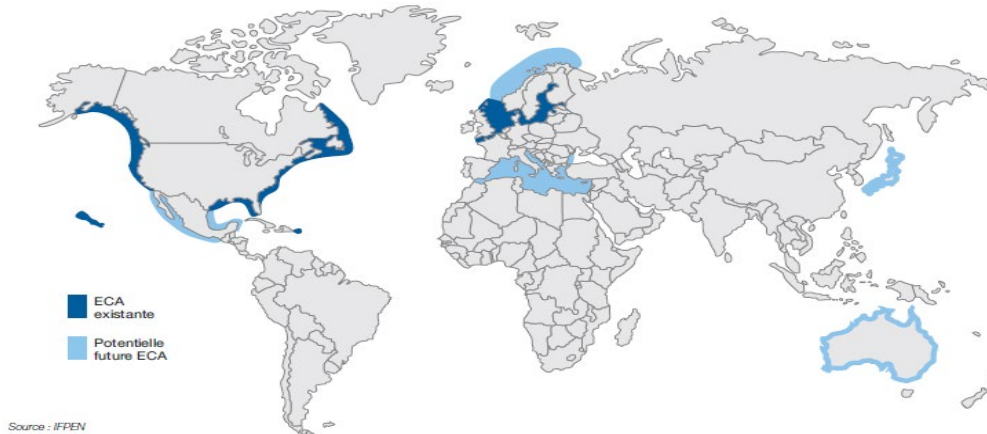 ECA
existante
Potentielle
future ECA
Source : IFPEN